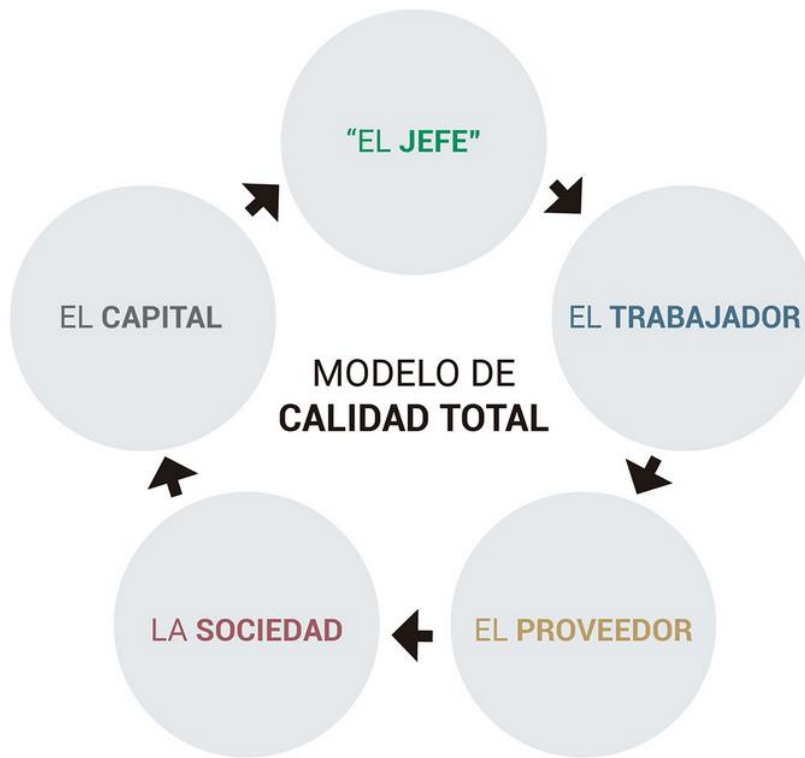 “EL JEFE"
EL CAPITAL
EL TRABAJADOR
MODELO DE
CALIDAD TOTAL
LA SOCIEDAD
EL PROVEEDOR